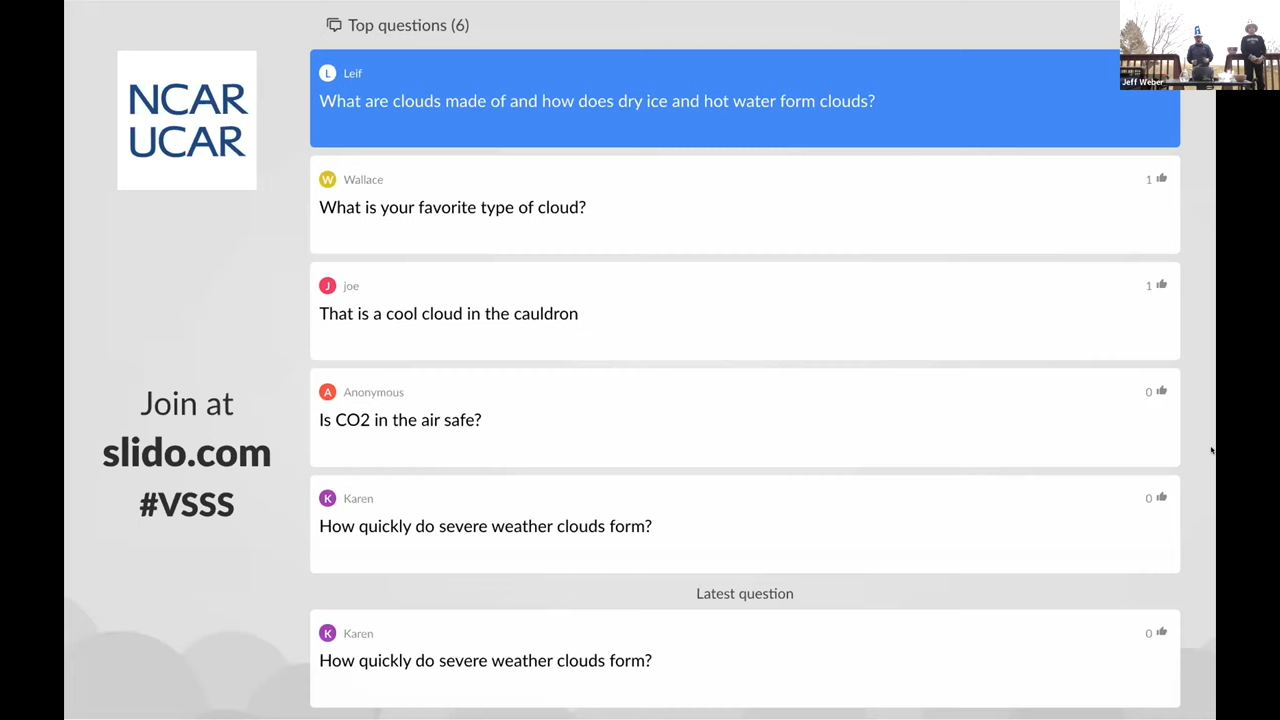 Top questions (6)
NCAR
UCAR
L Leif
What are clouds made of and how does dry ice and hot water form clouds?
W Wallace 1
What is your favorite type of cloud?
J joe 1
That is a cool cloud in the cauldron
A Anonymous 0
Is CO2 in the air safe?
K Karen 0
How quickly do severe weather clouds form?
Latest question
K Karen 0
How quickly do severe weather clouds form?
Join at
slido.com
#VSSS
Jeff Weber